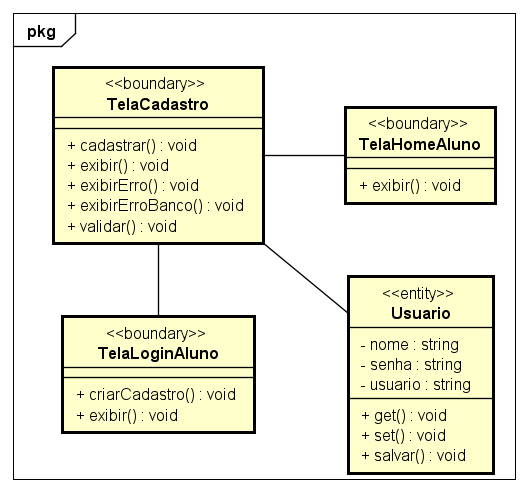 pkg
<<boundary>>
TelaCadastro
+ cadastrar() : void
+ exibir() : void
+ exibirErro() : void
+ exibirErroBanco() : void
+ validar() : void
<<boundary>>
TelaHomeAluno
+ exibir() : void
<<boundary>>
TelaLoginAluno
+ criarCadastro() : void
+ exibir() : void
<<entity>>
Usuario
- nome : string
- senha : string
- usuario : string
+ get() : void
+ set() : void
+ salvar() : void